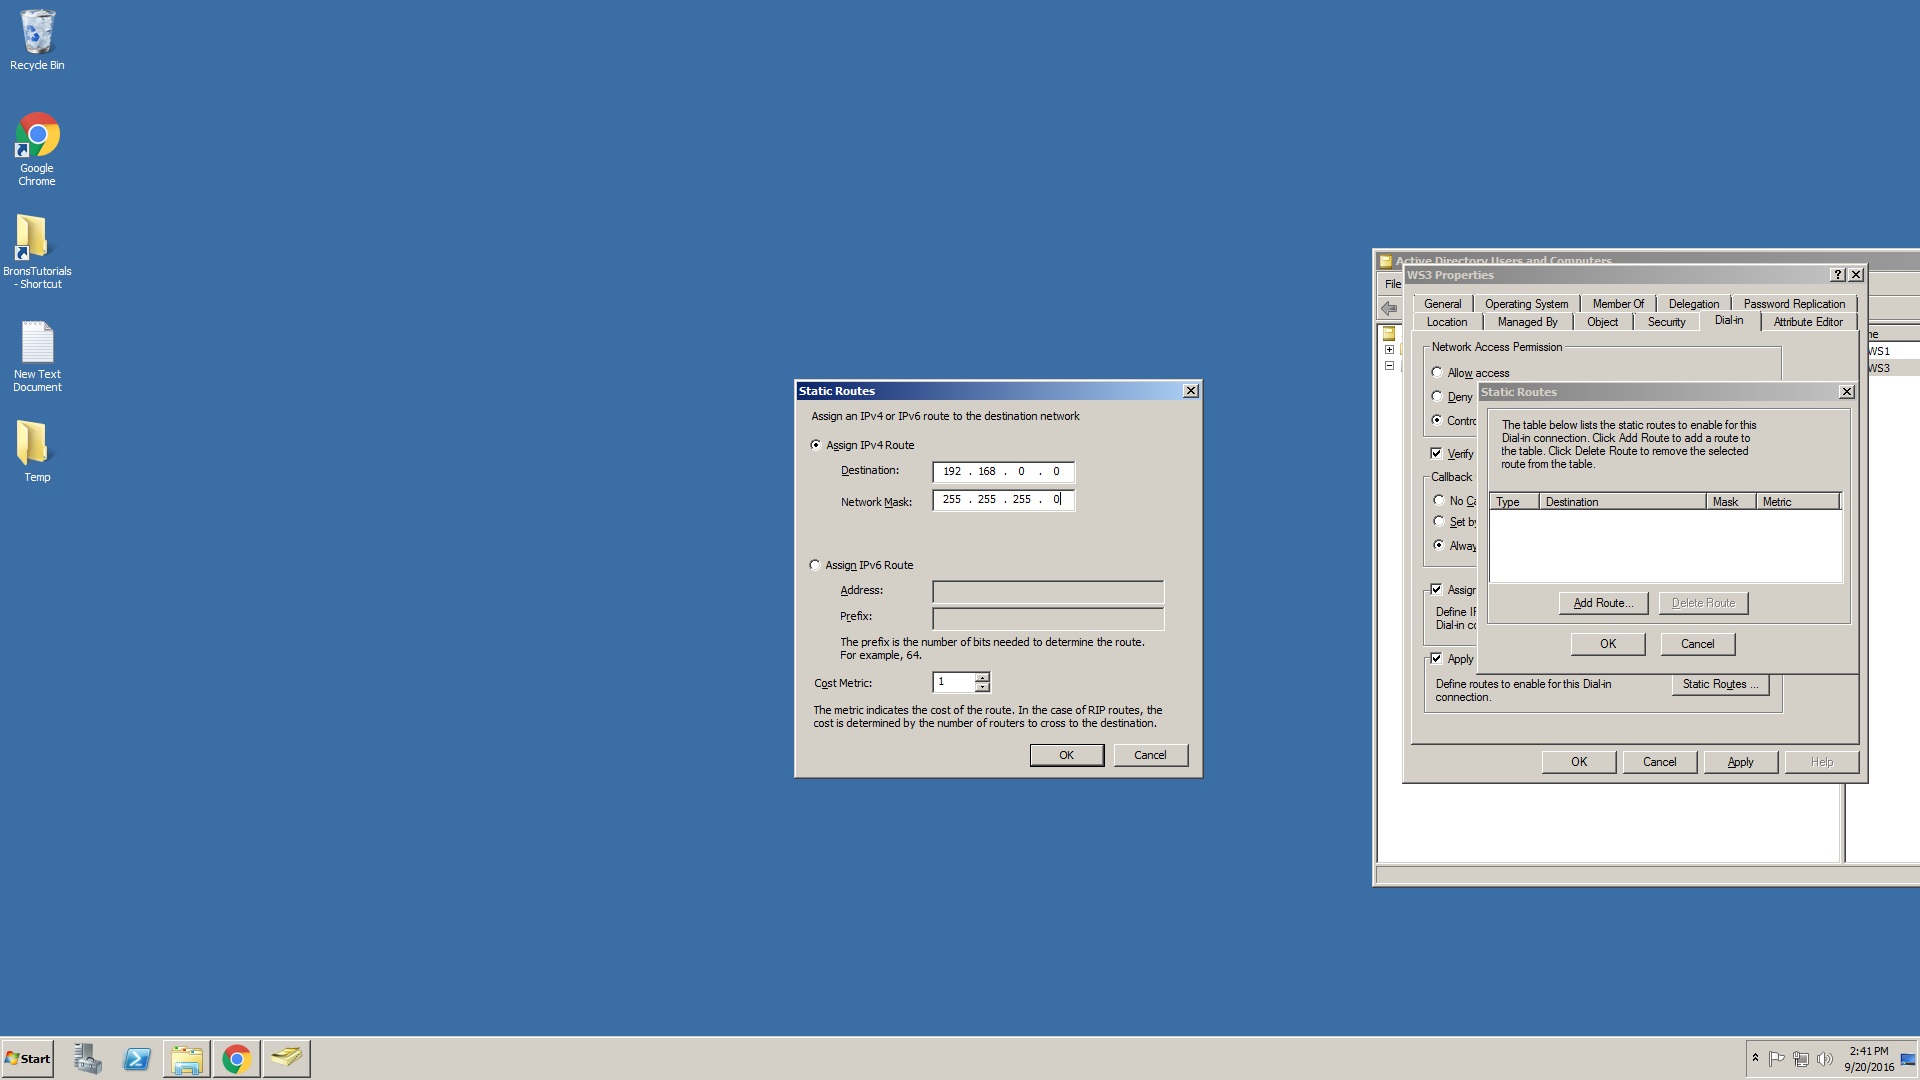 Recycle Bin
Google
Chrome
BronsTutorials
- Shortcut
New Text
Document
Temp
Static Routes
Assign an IPv4 or IPv6 route to the destination network
Assign IPv4 Route
Destination: 192 . 168 . 0 . 0
Network Mask: 255 . 255 . 255 . 0
Assign IPv6 Route
Address:
Prefix:
The prefix is the number of bits needed to determine the route.
For example, 64.
Cost Metric: 1
The metric indicates the cost of the route. In the case of RIP routes, the
cost is determined by the number of routers to cross to the destination.
OK Cancel
Active Directory Users and Computers
File
WS1
WS3
WS3 Properties
General Operating System Member Of Delegation Password Replication
Location Managed By Object Security Dial-in Attribute Editor
Network Access Permission
Allow access
Deny
Verify
Callback
Set by
Define routes to enable for this Dial-in
connection.
Static Routes ...
Apply
OK Cancel Apply Help
Static Routes
The table below lists the static routes to enable for this
Dial-in connection. Click Add Route to add a route to
the table. Click Delete Route to remove the selected
route from the table.
Type Destination Mask Metric
Add Route... Delete Route
OK Cancel
Start
2:41 PM
9/20/2016